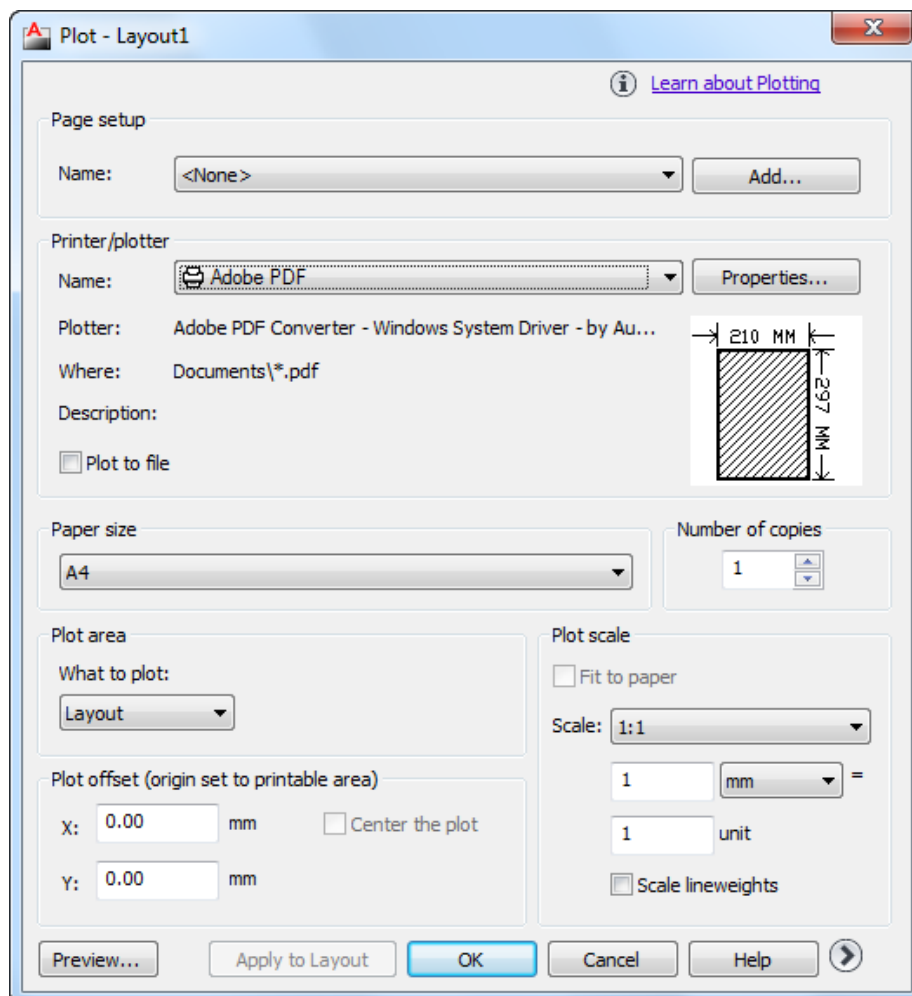 Plot - Layout1
Learn about Plotting
Page setup
Name: <None> Add...
Printer/plotter
Name: Adobe PDF Properties...
Plotter: Adobe PDF Converter - Windows System Driver - by Au...
Where: Documents\*.pdf
Description:
Plot to file
210 MM
297 MM
Paper size
A4
Number of copies
1
Plot area
What to plot:
Layout
Plot scale
Fit to paper
Scale: 1:1
1 mm =
1 unit
Scale lineweights
Plot offset (origin set to printable area)
X: 0.00 mm Center the plot
Y: 0.00 mm
Preview... Apply to Layout OK Cancel Help